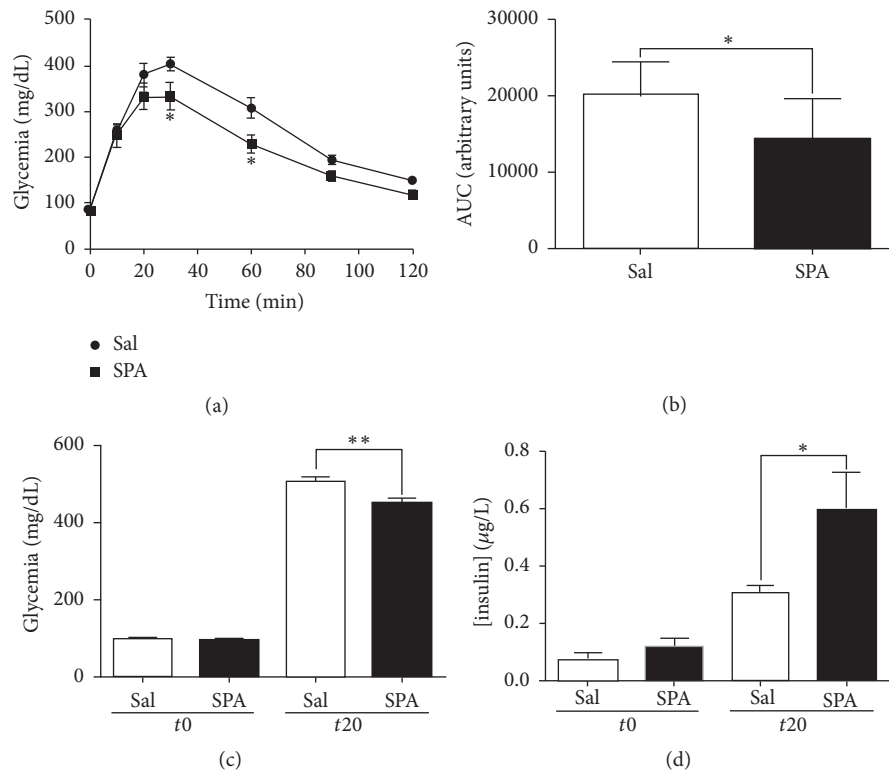 500
400
300
200
100
0
Glycemia (mg/dL)
*
*
0 20 40 60 80 100 120
Time (min)
Sal
SPA
(a)
30000
20000
10000
0
AUC (arbitrary units)
*
Sal SPA
(b)
600
400
200
0
Glycemia (mg/dL)
**
Sal SPA Sal SPA
t0 t20
(c)
0.8
0.6
0.4
0.2
0.0
[insulin] (μg/L)
*
Sal SPA Sal SPA
t0 t20
(d)